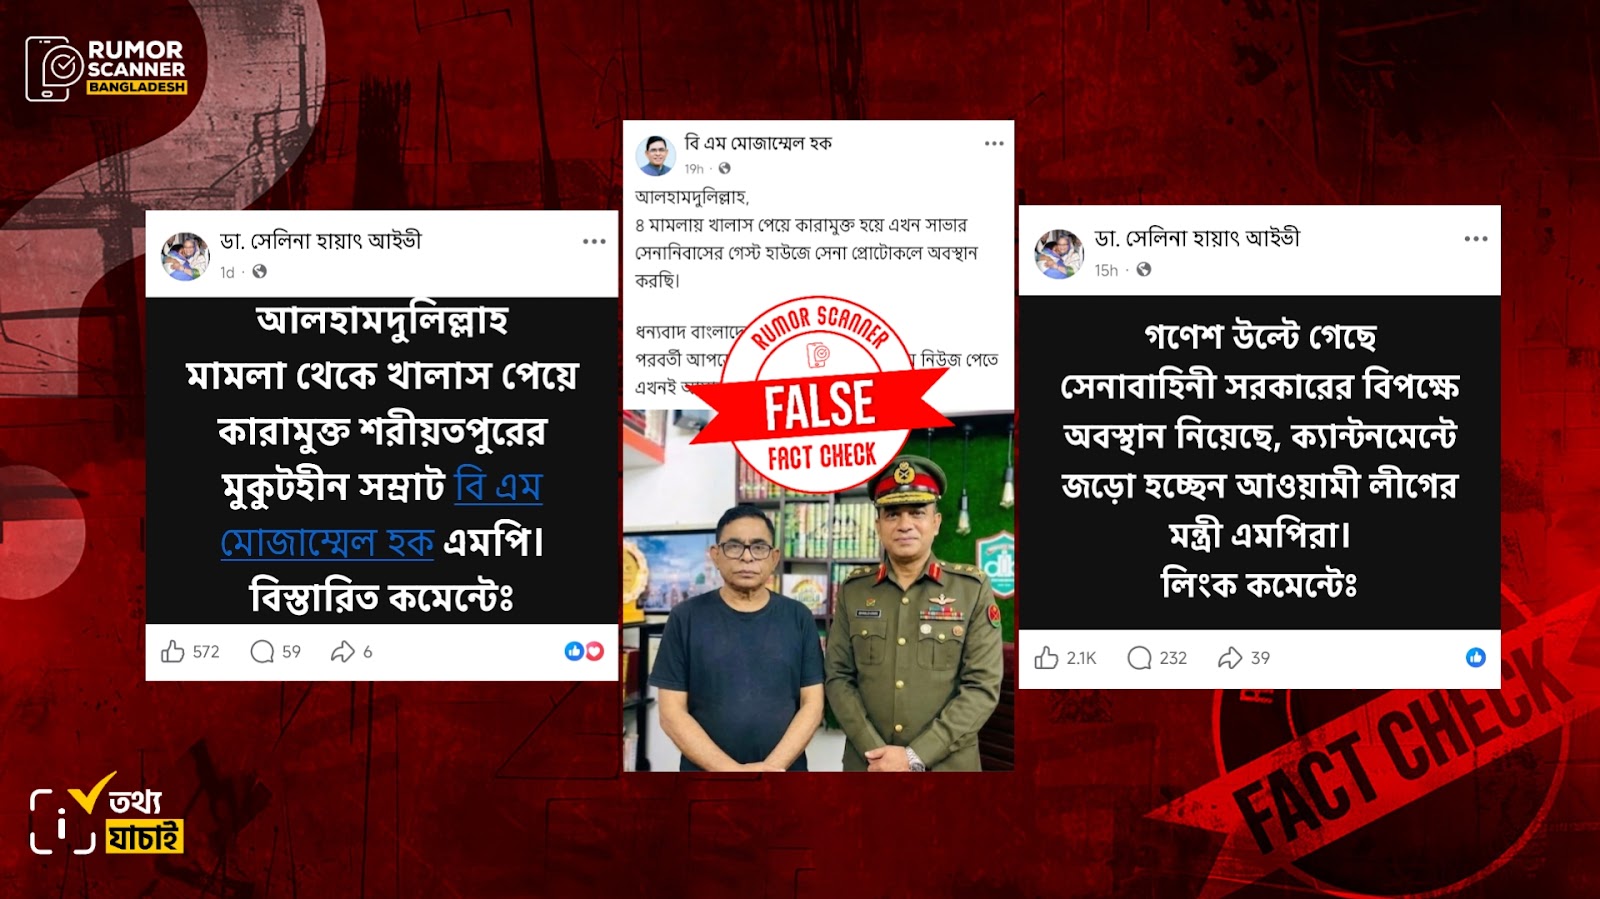 RUMOR
SCANNER
BANGLADESH
ডা. সেলিনা হায়াৎ আইভী
1d
আলহামদুলিল্লাহ
মামলা থেকে খালাস পেয়ে
কারামুক্ত শরীয়তপুরের
মুকুটহীন সম্রাট বি এম
মোজাম্মেল হক এমপি।
বিস্তারিত কমেন্টেঃ
572 59 6
বি এম মোজাম্মেল হক
19h
আলহামদুলিল্লাহ,
৪ মামলায় খালাস পেয়ে কারামুক্ত হয়ে এখন সাভার
সেনানিবাসের গেস্ট হাউজে সেনা প্রোটোকলে অবস্থান
করছি।
ধন্যবাদ
পরবর্তী নিউজ পেতে
এখনই
RUMOR SCANNER
FALSE
FACT CHECK
ডা. সেলিনা হায়াৎ আইভী
15h
গণেশ উল্টে গেছে
সেনাবাহিনী সরকারের বিপক্ষে
অবস্থান নিয়েছে, ক্যান্টনমেন্টে
জড়ো হচ্ছেন আওয়ামী লীগের
মন্ত্রী এমপিরা।
লিংক কমেন্টেঃ
2.1K 232 39
তথ্য
যাচাই
FACT CHECK